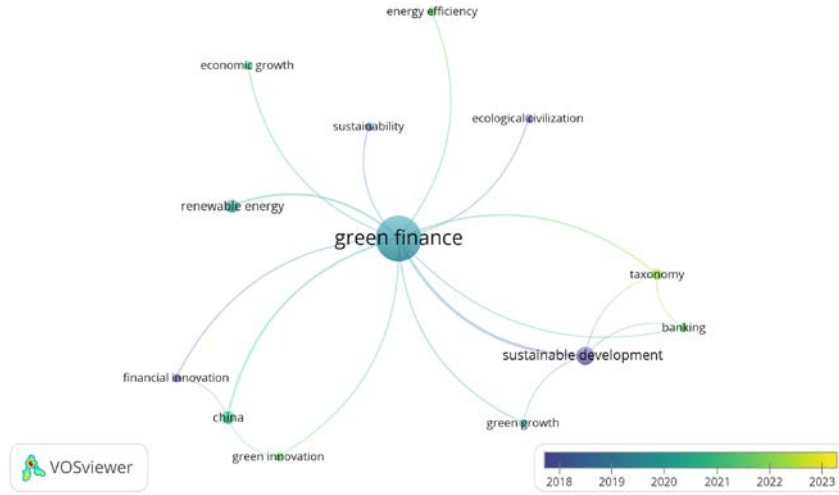 energy efficiency
economic growth
sustainability
ecological civilization
renewable energy
green finance
taxonomy
banking
sustainable development
financial innovation
china
green growth
green innovation
VOSviewer
2018 2019 2020 2021 2022 2023